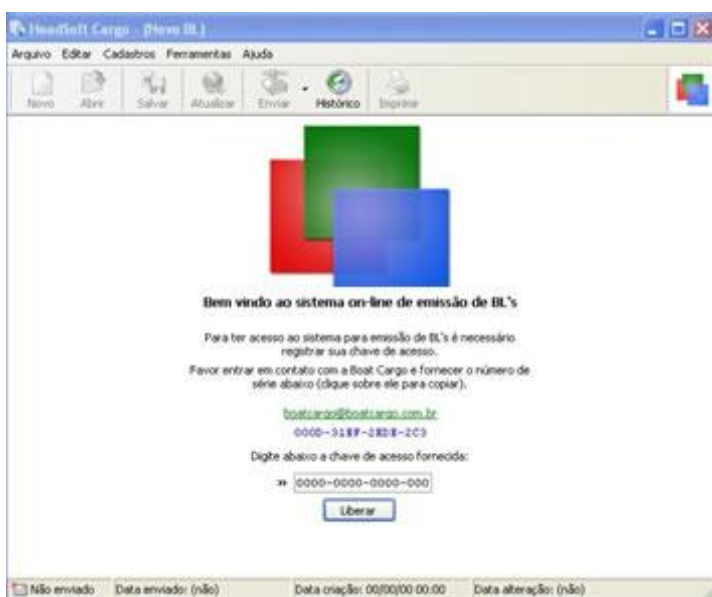 HeadSoft Cargo - [Novo BL]
Arquivo Editar Cadastros Ferramentas Ajuda
Novo Abrir Salvar Atualizar Enviar Histórico Imprimir
Bem vindo ao sistema on-line de emissão de BL's
Para ter acesso ao sistema para emissão de BL's é necessário
registrar sua chave de acesso.
Favor entrar em contato com a Boat Cargo e fornecer o número de
série abaixo (clique sobre ele para copiar).
boatcargo@boatcargo.com.br
Digite abaixo a chave de acesso fornecida:
» 0000-0000-0000-000
Liberar
Não enviado Data enviado: (não) Data criação: 00/00/00 00:00 Data alteração: (não)